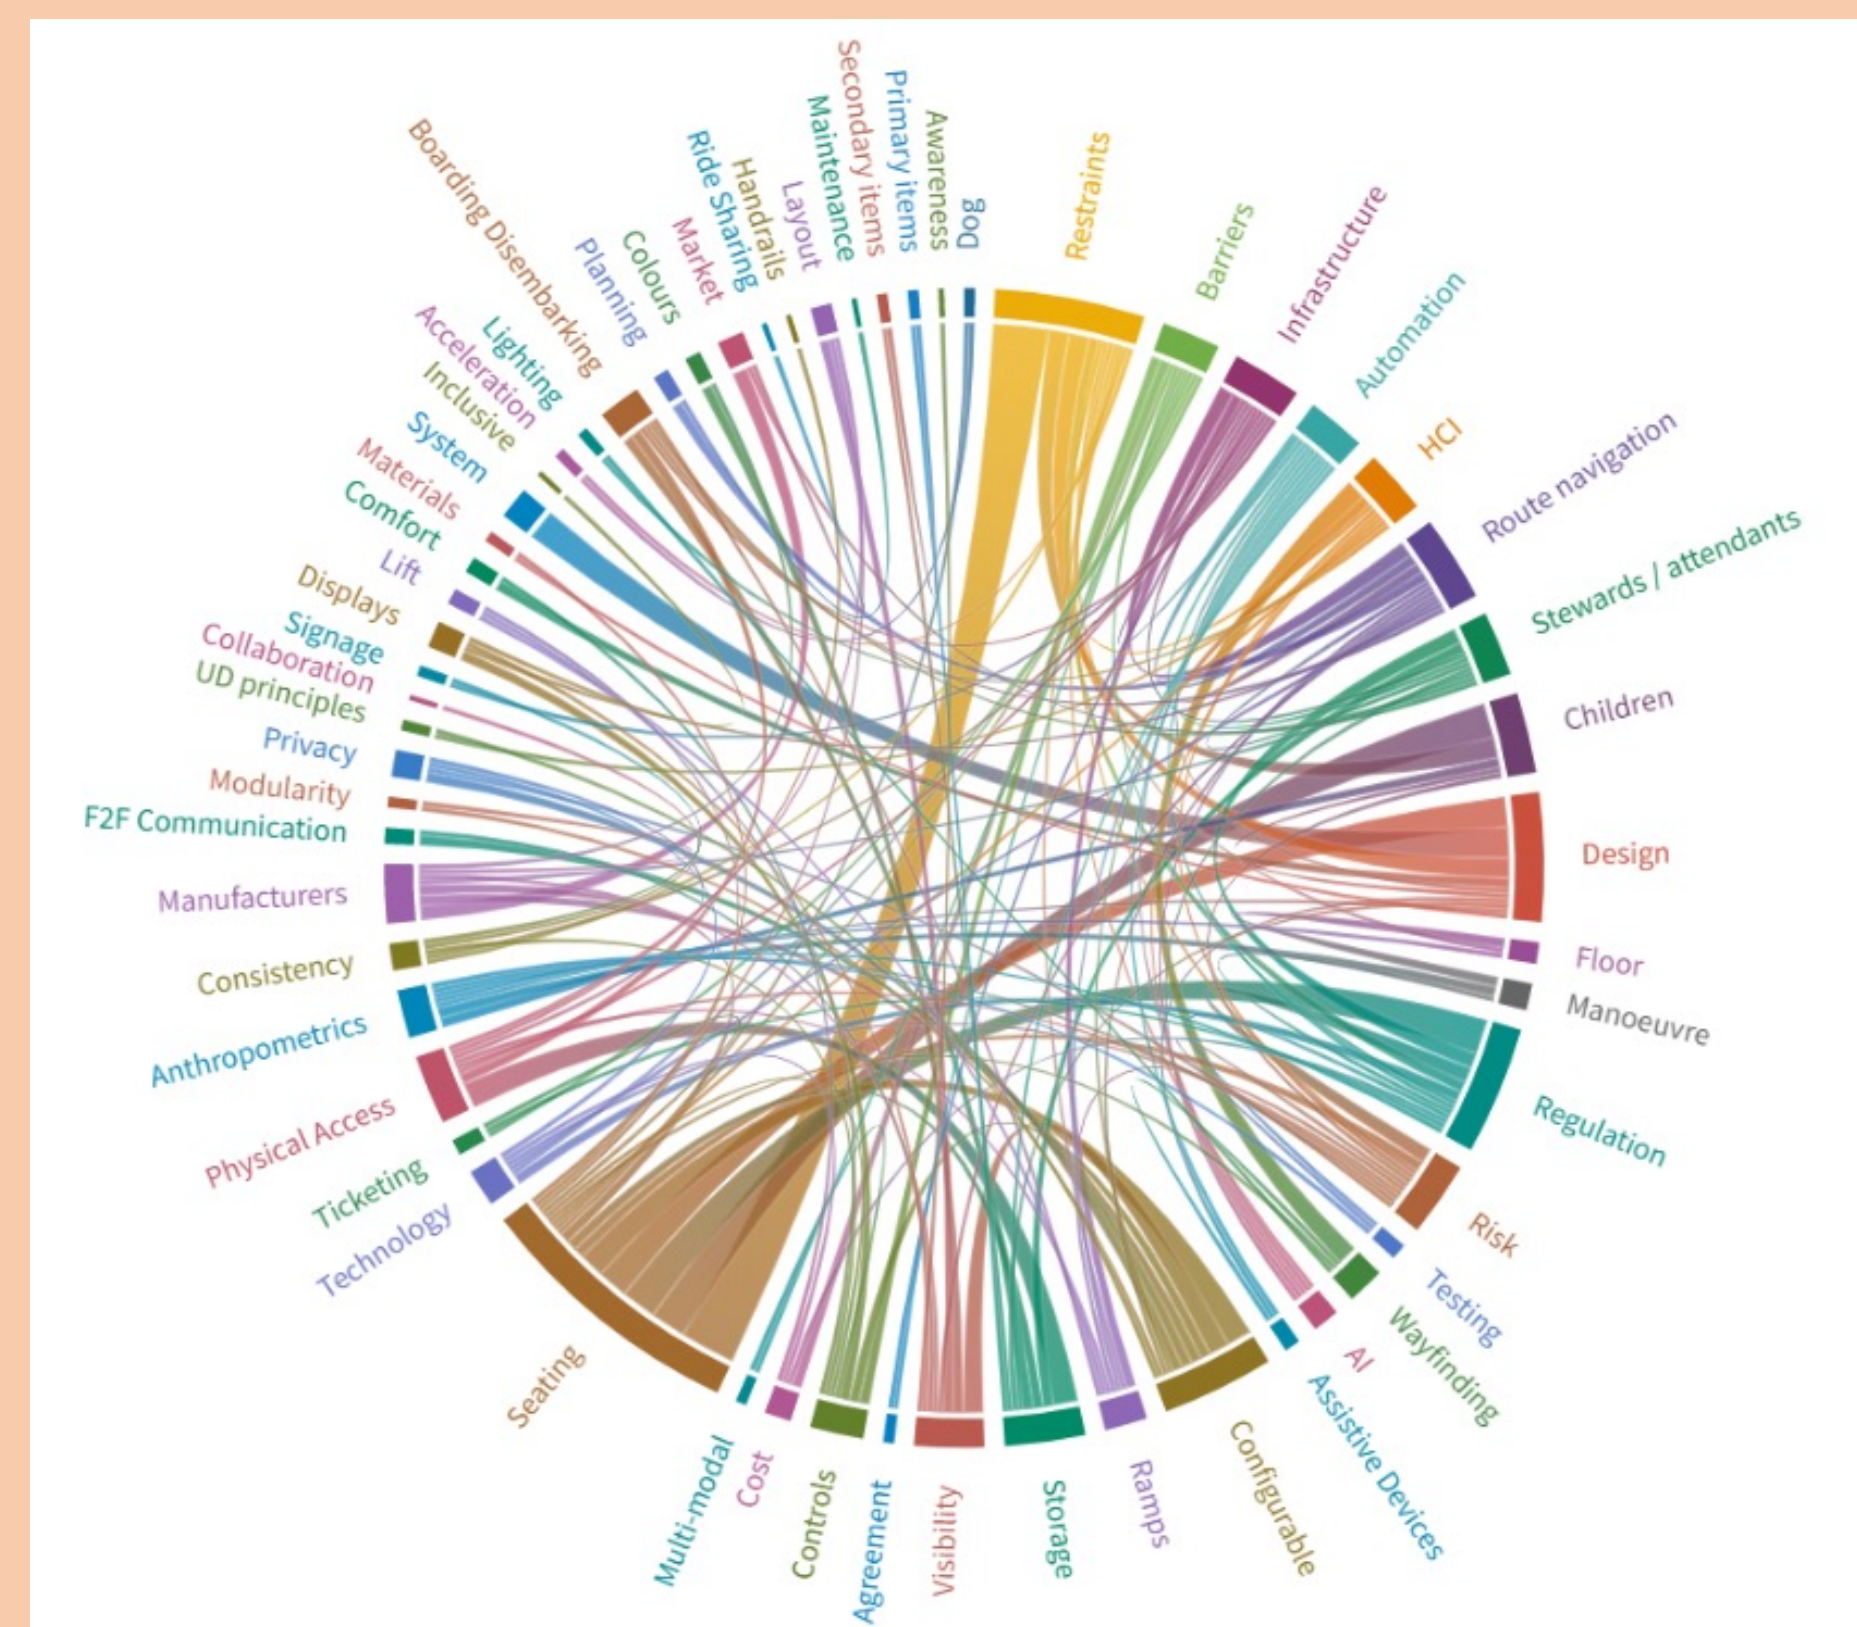 Restraints
Barriers
Infrastructure
Automation
HCI
Route navigation
Stewards / attendants
Children
Design
Floor
Manoeuvre
Regulation
Risk
Testing
Wayfinding
AI
Assistive Devices
Configurable
Ramps
Storage
Visibility
Agreement
Controls
Cost
Multi-modal
Seating
Technology
Ticketing
Physical Access
Anthropometrics
Consistency
Manufacturers
F2F Communication
Modularity
Privacy
UD principles
Collaboration
Signage
Displays
Lift
Comfort
Materials
System
Inclusive
Acceleration
Lighting
Boarding Disembarking
Planning
Colours
Market
Ride Sharing
Handrails
Layout
Maintenance
Secondary items
Primary items
Awareness
Dog